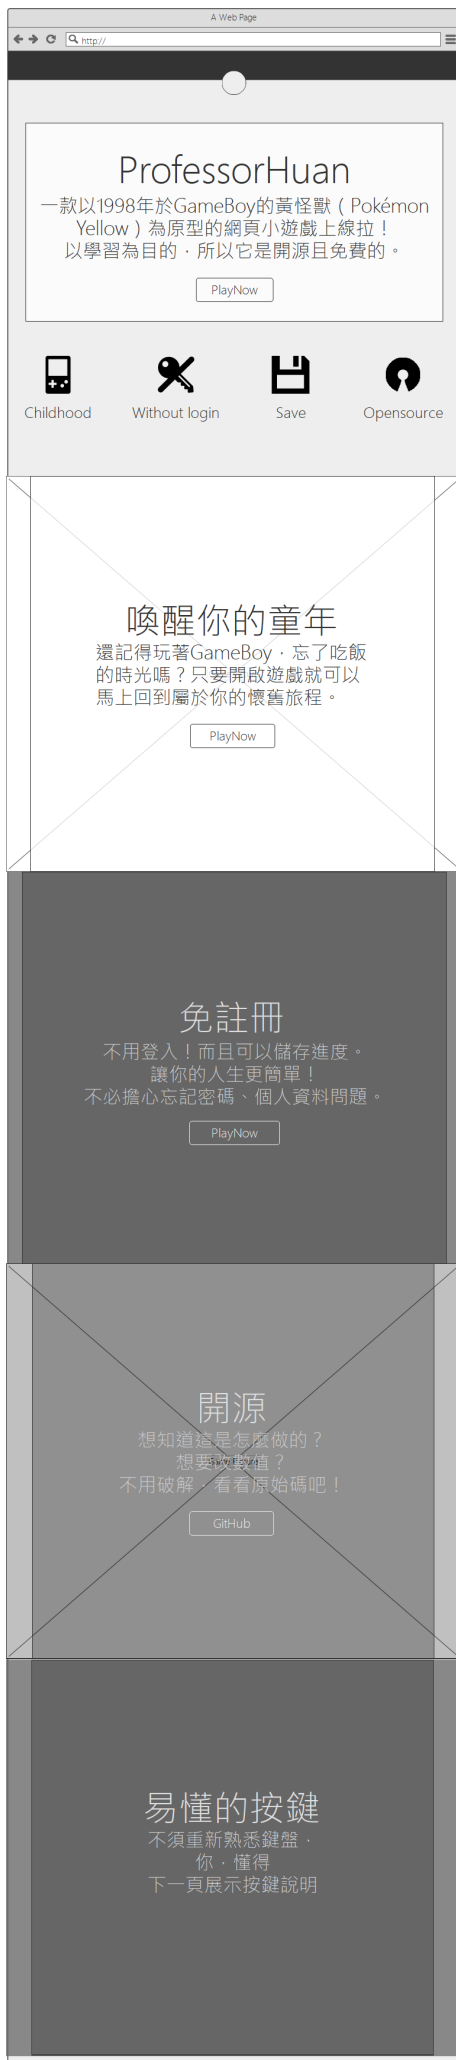 A Web Page
http://
ProfessorHuan
一款以1998年於GameBoy的黃怪獸（Pokémon
Yellow）為原型的網頁小遊戲上線拉！
以學習為目的，所以它是開源且免費的。
PlayNow
Childhood
Without login
Save
Opensource
喚醒你的童年
還記得玩著GameBoy，忘了吃飯
的時光嗎？只要開啟遊戲就可以
馬上回到屬於你的懷舊旅程。
PlayNow
免註冊
不用登入！而且可以儲存進度。
讓你的人生更簡單！
不必擔心忘記密碼、個人資料問題。
PlayNow
開源
想知道這是怎麼做的？
想要改數值？
不用破解，看看原始碼吧！
GitHub
易懂的按鍵
不須重新熟悉鍵盤，
你，懂得
下一頁展示按鍵說明